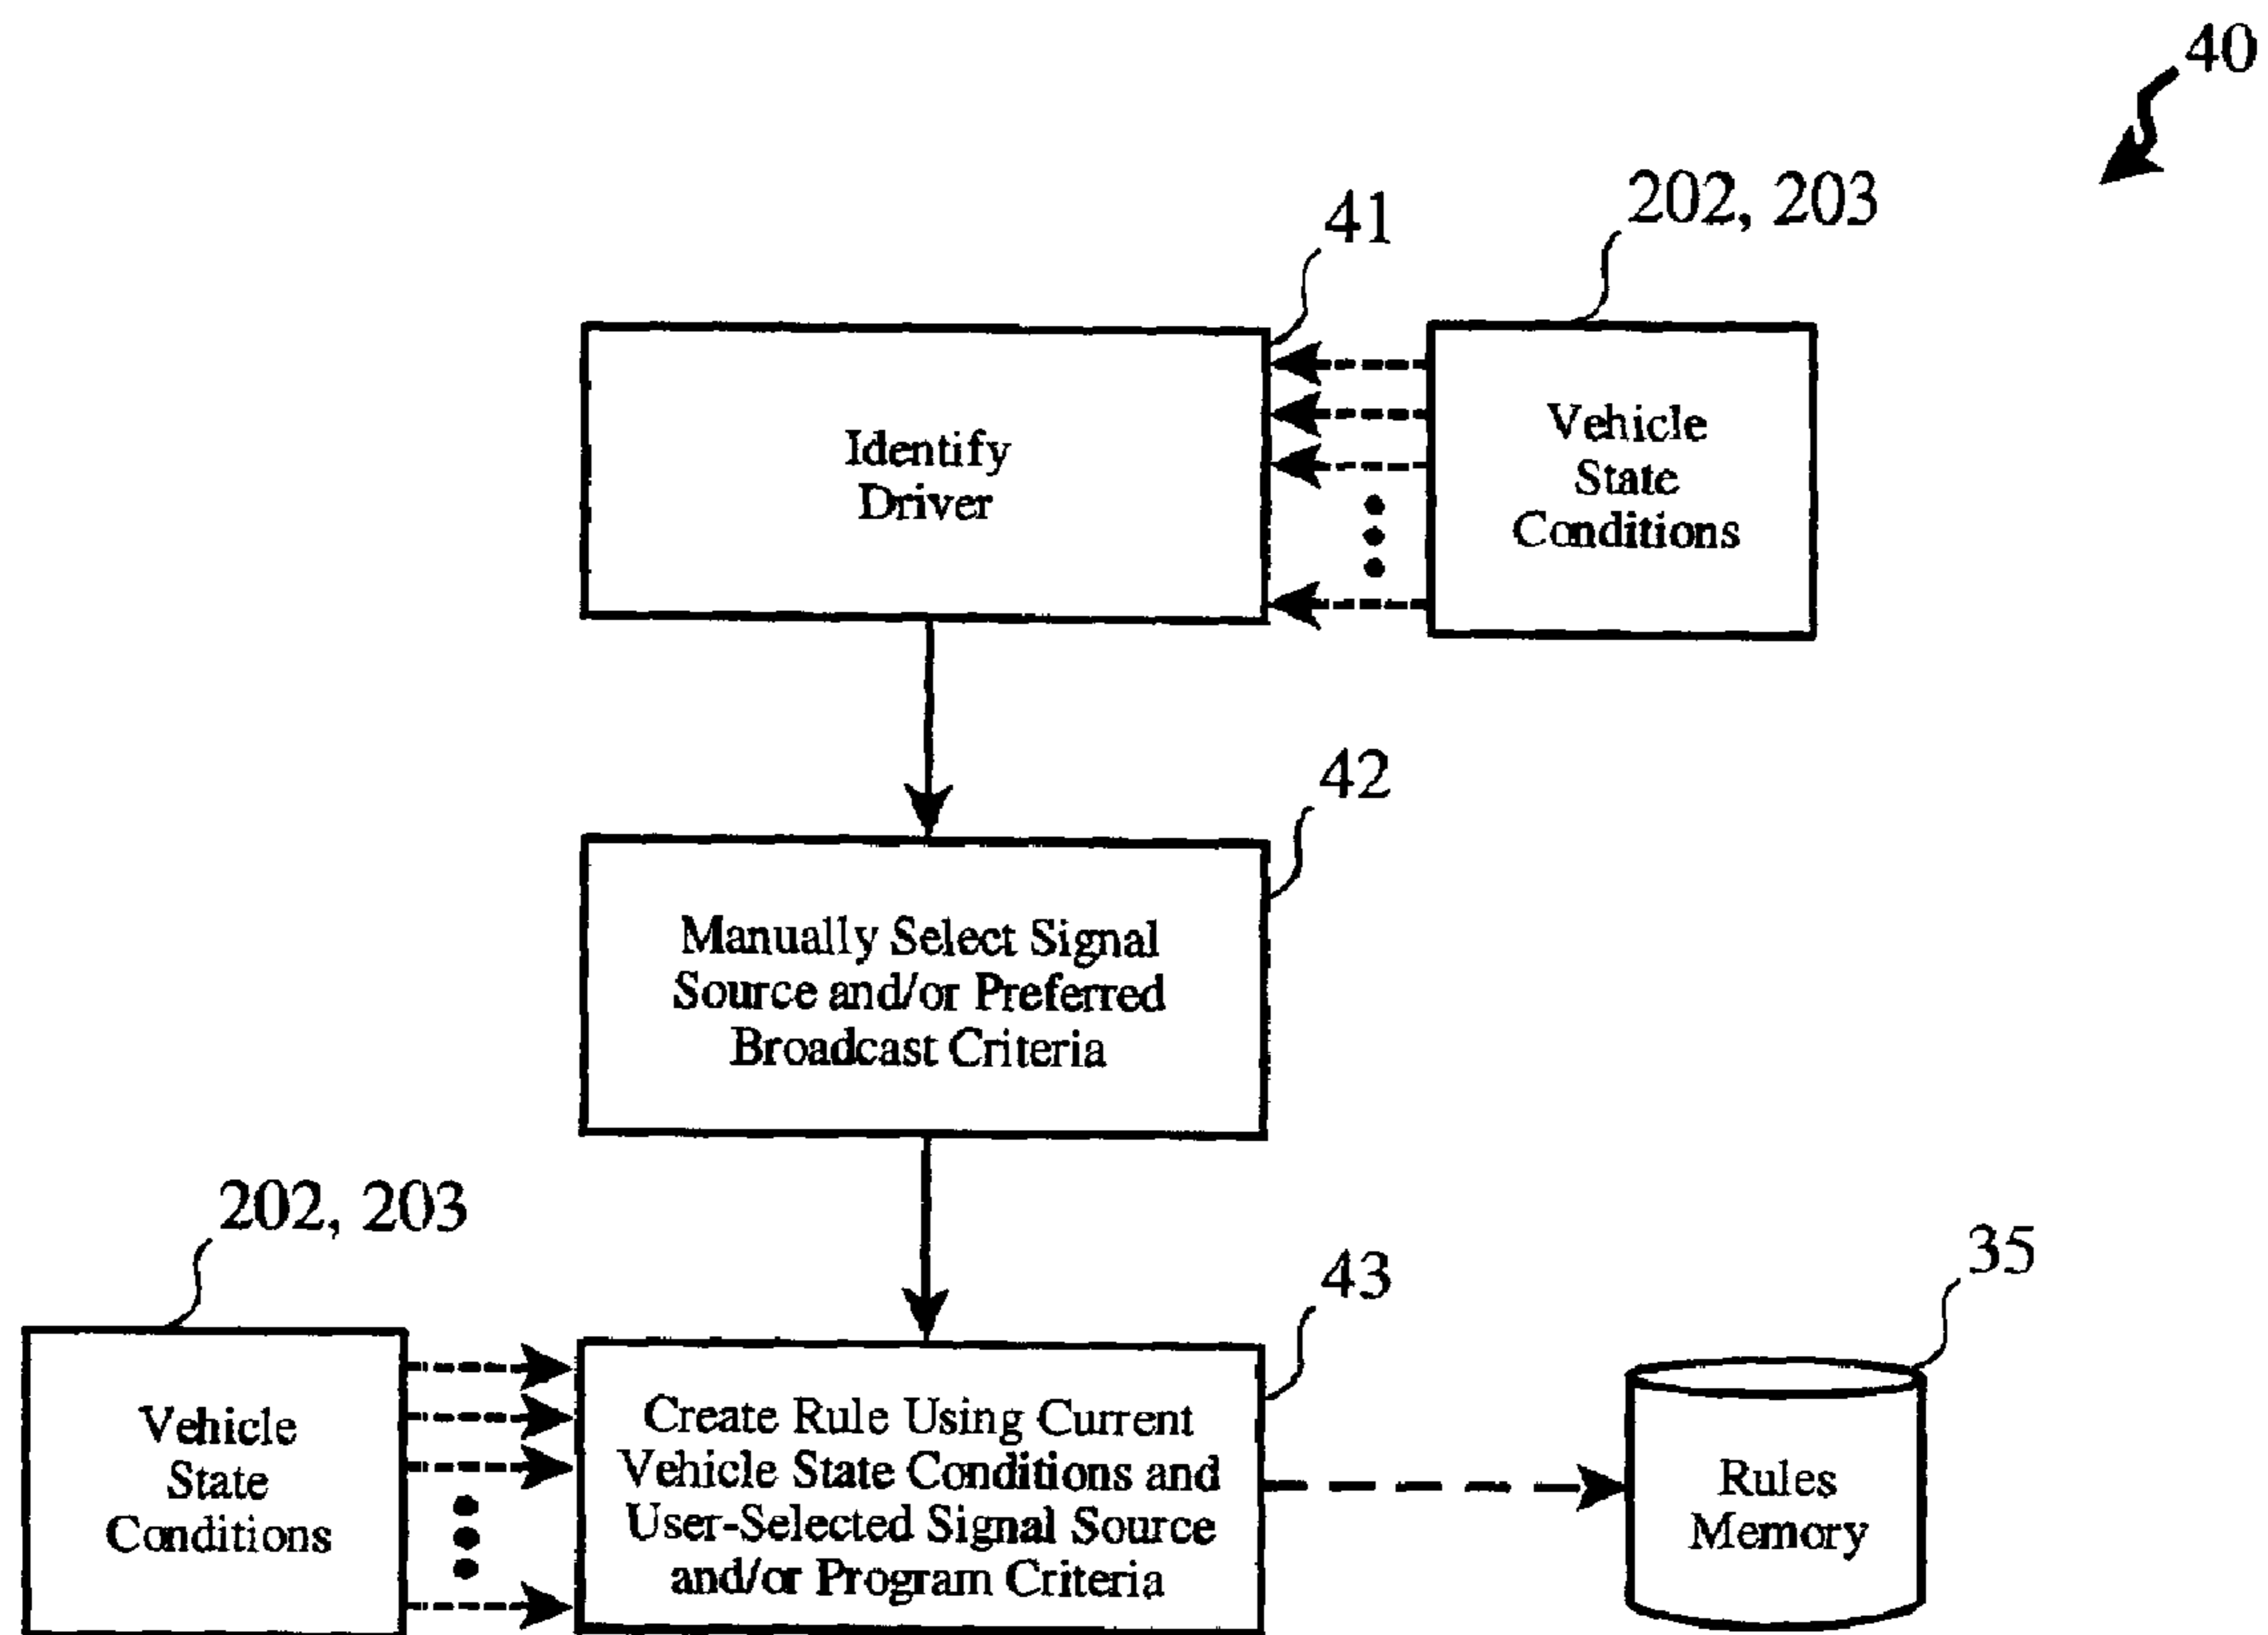 40
41
202, 203
Identify
Driver
Vehicle
State
Conditions
42
Manually Select Signal
Source and/or Preferred
Broadcast Criteria
202, 203
43
35
Vehicle
State
Conditions
Create Rule Using Current
Vehicle State Conditions and
User-Selected Signal Source
and/or Program Criteria
Rules
Memory